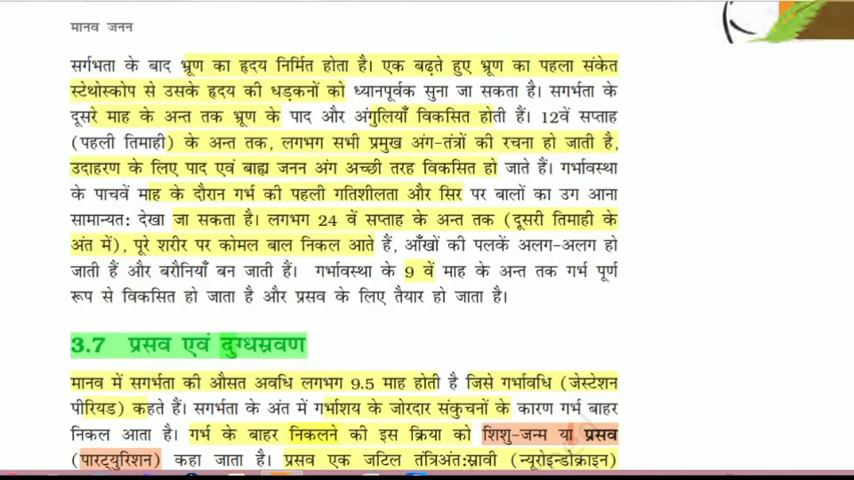 मानव जनन
सर्गभता के बाद भ्रूण का हृदय निर्मित होता है। एक बढ़ते हुए भ्रूण का पहला संकेत
स्टेथोस्कोप से उसके हृदय की धड़कनों को ध्यानपूर्वक सुना जा सकता है। सगर्भता के
दूसरे माह के अन्त तक भ्रूण के पाद और अंगुलियाँ विकसित होती हैं। 12वें सप्ताह
(पहली तिमाही) के अन्त तक, लगभग सभी प्रमुख अंग-तंत्रों की रचना हो जाती है,
उदाहरण के लिए पाद एवं बाह्य जनन अंग अच्छी तरह विकसित हो जाते हैं। गर्भावस्था
के पाचवें माह के दौरान गर्भ की पहली गतिशीलता और सिर पर बालों का उग आना
सामान्यत: देखा जा सकता है। लगभग 24 वें सप्ताह के अन्त तक (दूसरी तिमाही के
अंत में), पूरे शरीर पर कोमल बाल निकल आते हैं, आँखों की पलकें अलग-अलग हो
जाती हैं और बरौनियाँ बन जाती हैं। गर्भावस्था के 9 वें माह के अन्त तक गर्भ पूर्ण
रूप से विकसित हो जाता है और प्रसव के लिए तैयार हो जाता है।
3.7 प्रसव एवं दुग्धस्रवण
मानव में सगर्भता की औसत अवधि लगभग 9.5 माह होती है जिसे गर्भावधि (जेस्टेशन
पीरियड) कहते हैं। सगर्भता के अंत में गर्भाशय के जोरदार संकुचनों के कारण गर्भ बाहर
निकल आता है। गर्भ के बाहर निकलने की इस क्रिया को शिशु-जन्म या प्रसव
(पारट्युरिशन) कहा जाता है। प्रसव एक जटिल तंत्रिअंत:स्रावी (न्यूरोइन्डोक्राइन)